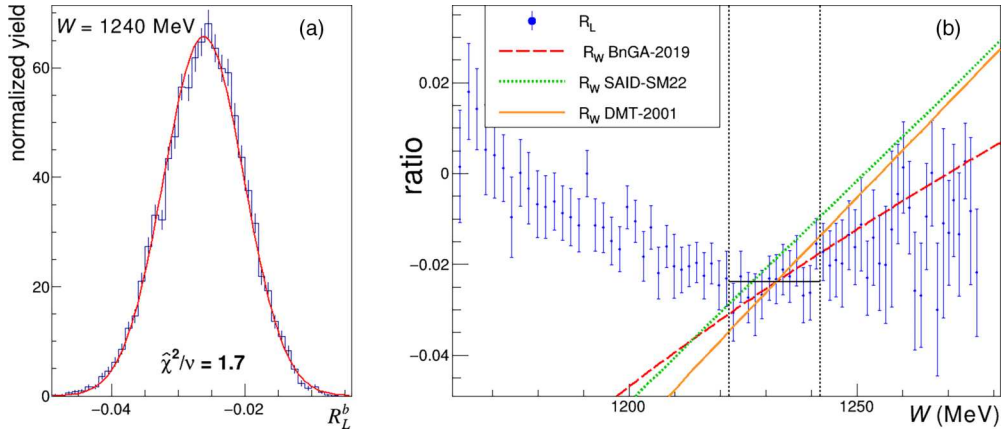 W = 1240 MeV
(a)
normalized yield
60
40
20
0
χ̂²/ν = 1.7
−0.04
−0.02
R_L^b
(b)
R_L
R_W BnGA-2019
R_W SAID-SM22
R_W DMT-2001
ratio
0.02
0
−0.02
−0.04
1200
1250
W (MeV)